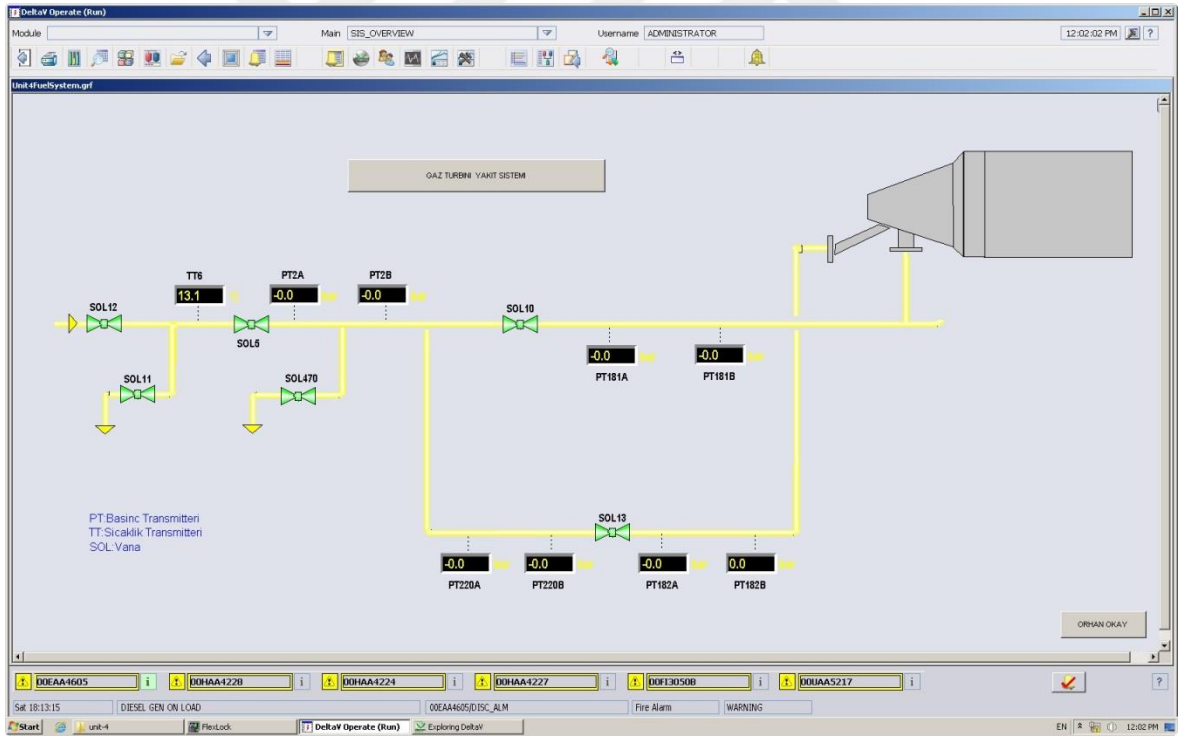 DeltaV Operate (Run)
Module Main SIS_OVERVIEW Username ADMINISTRATOR 12:02:02 PM ?
Unit4FuelSystem.grf
GAZ TURBINI YAKIT SISTEMI
TT6 PT2A PT2B
13.1 -0.0 -0.0
SOL12 SOL10
SOL5
-0.0 -0.0
PT181A PT181B
SOL11 SOL470
PT:Basinc Transmitteri
TT:Sicaklik Transmitteri
SOL:Vana
SOL13
-0.0 -0.0 -0.0 0.0
PT220A PT220B PT182A PT182B
ORHAN OKAY
00EAA4605 i 00HAA4228 i 00HAA4224 i 00HAA4227 i 00FI3050B i 00UAA5217 i ?
Sat 18:13:15 DIESEL GEN ON LOAD 00EAA4605/DISC_ALM Fire Alarm WARNING
Start unit-4 FlexLock DeltaV Operate (Run) Exploring DeltaV EN 12:02 PM